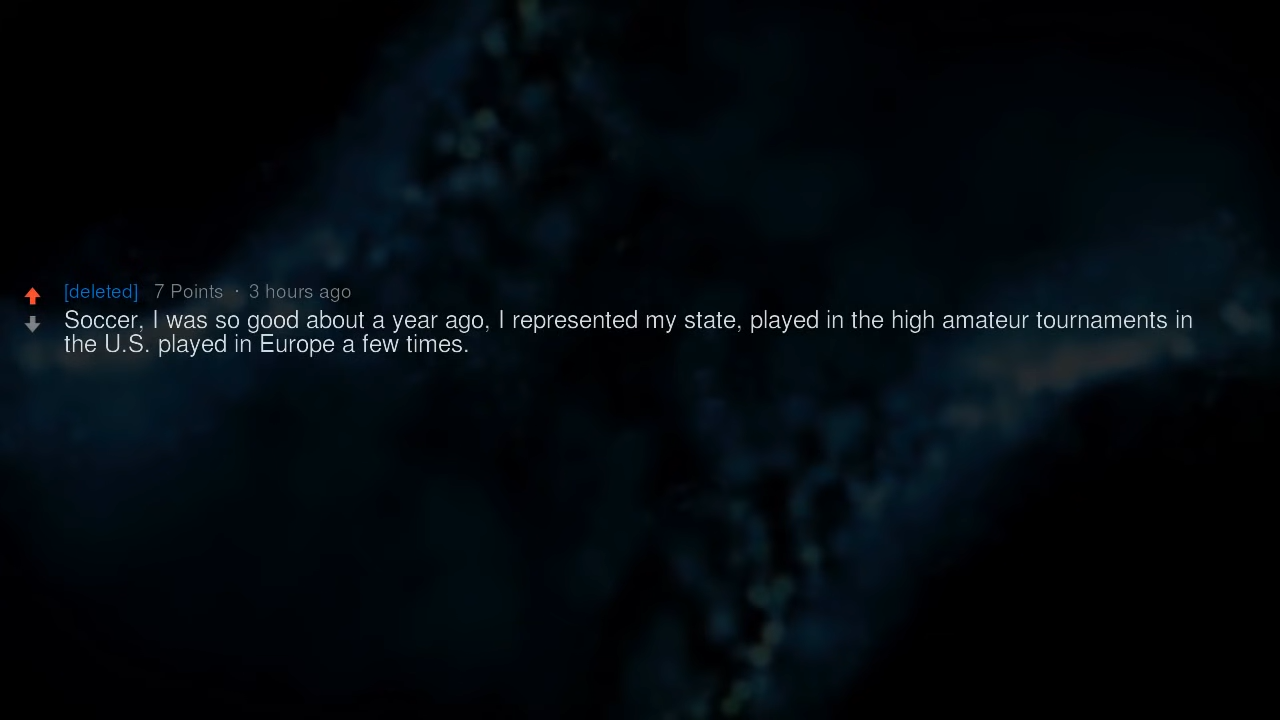 [deleted] 7 Points · 3 hours ago
Soccer, I was so good about a year ago, I represented my state, played in the high amateur tournaments in
the U.S. played in Europe a few times.